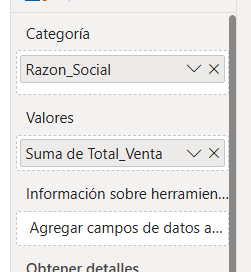 Categoría
Razon_Social
Valores
Suma de Total_Venta
Información sobre herramien...
Agregar campos de datos a...
Obtener detalles